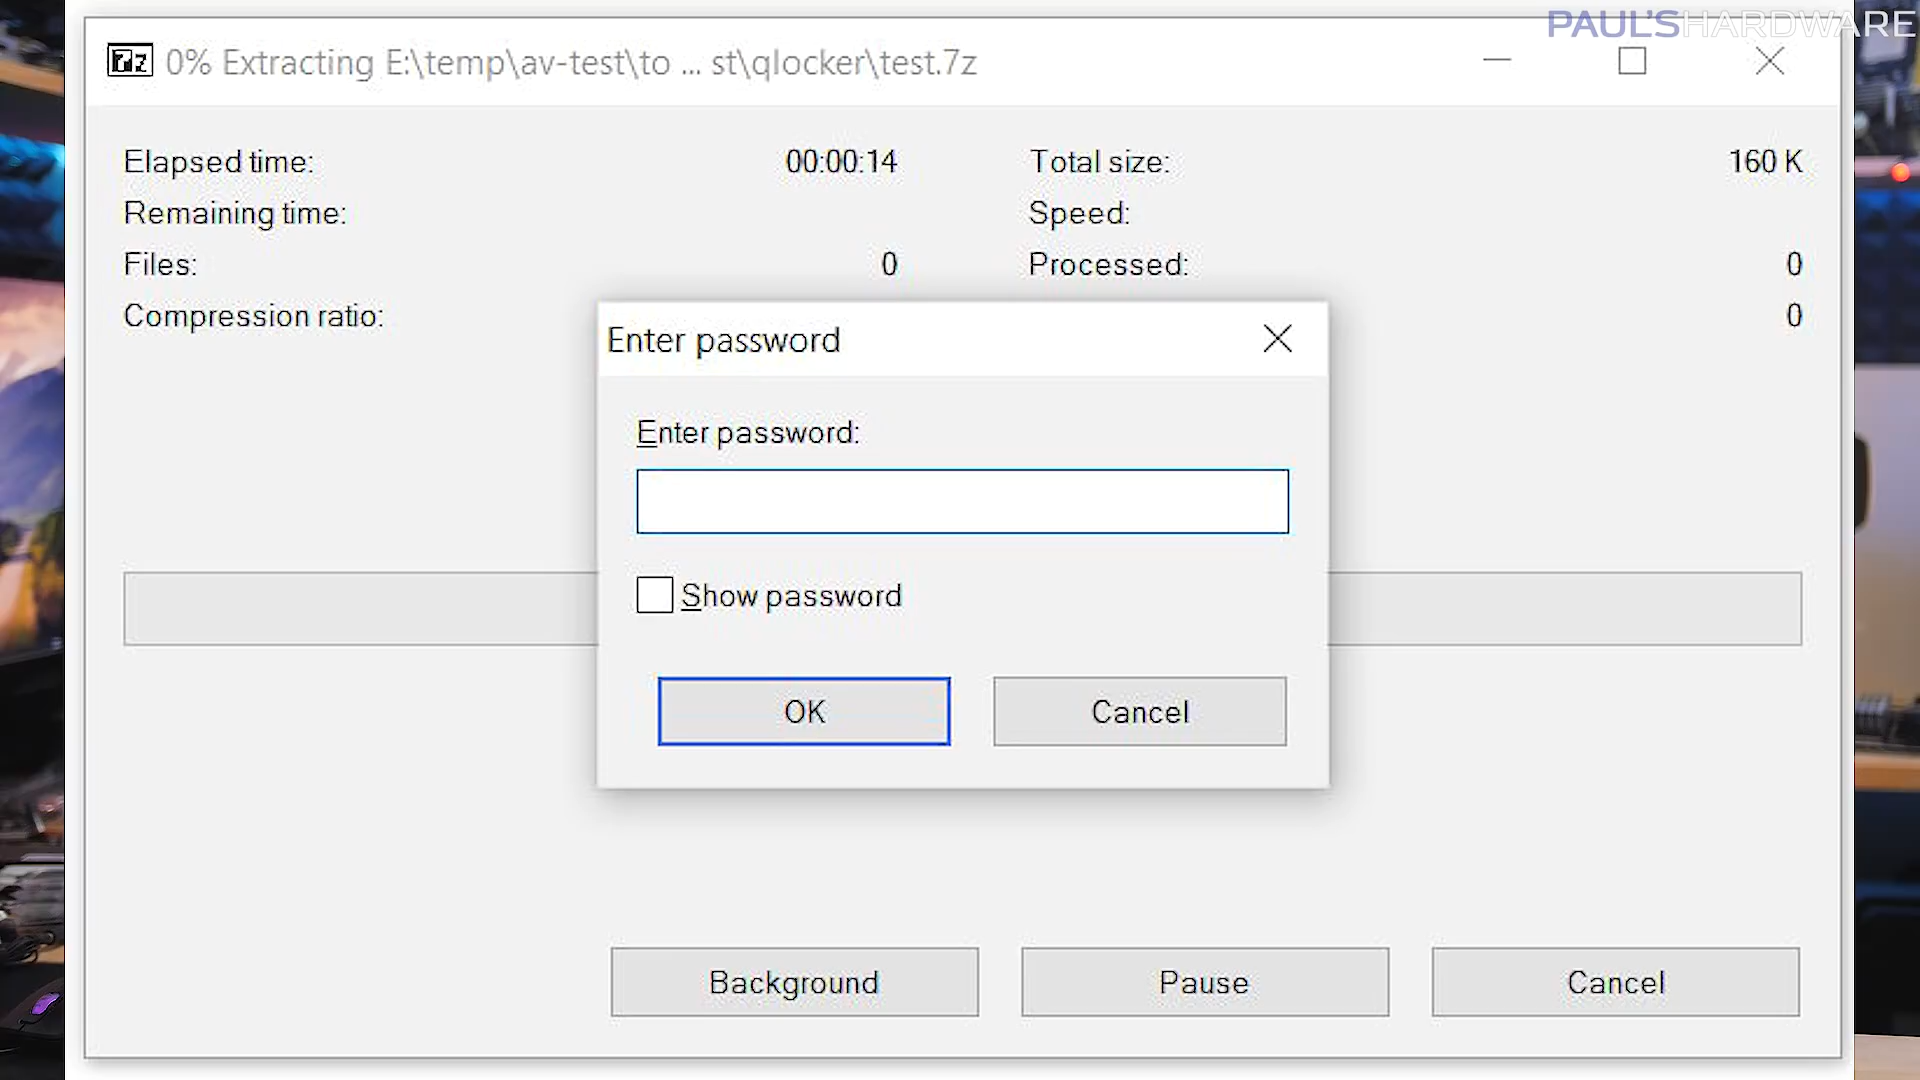 PAUL'SHARDWARE
7z 0% Extracting E:\temp\av-test\to ... st\qlocker\test.7z
Elapsed time: 00:00:14 Total size: 160 K
Remaining time: Speed:
Files: 0 Processed: 0
Compression ratio: 0
Enter password
Enter password:
Show password
OK Cancel
Background Pause Cancel